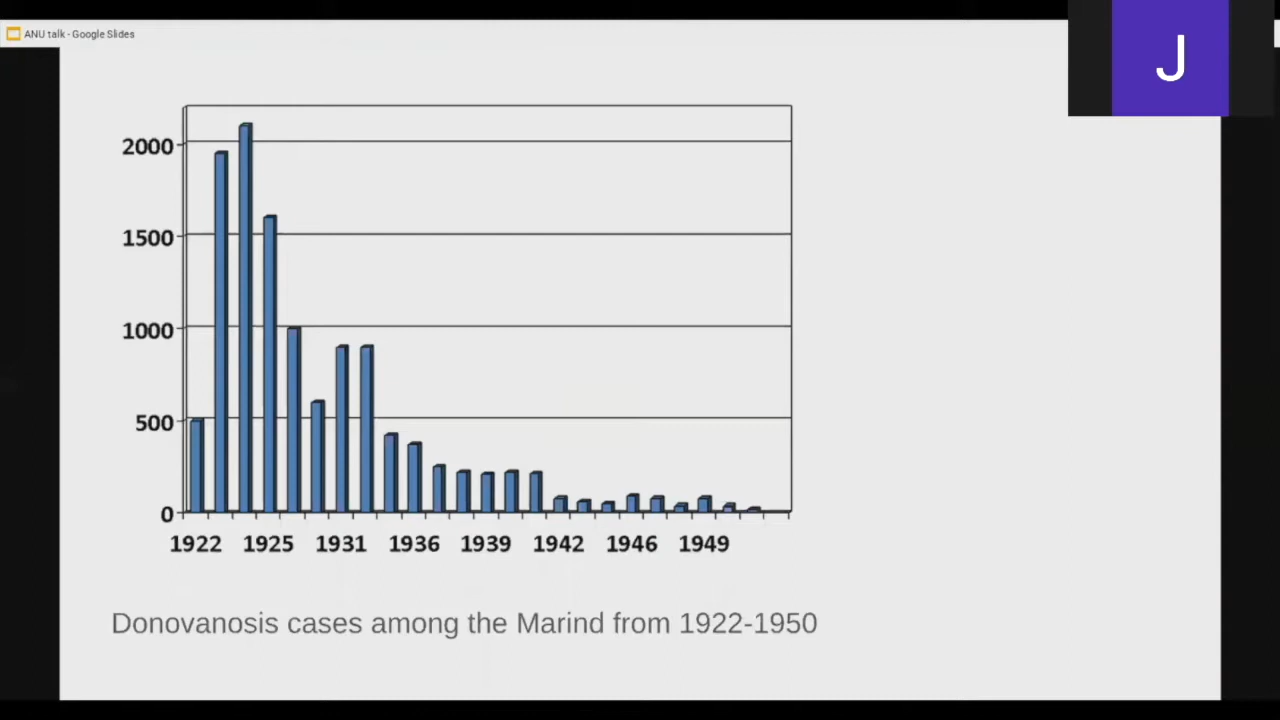 ANU talk - Google Slides
J
2000
1500
1000
500
0
1922 1925 1931 1936 1939 1942 1946 1949
Donovanosis cases among the Marind from 1922-1950